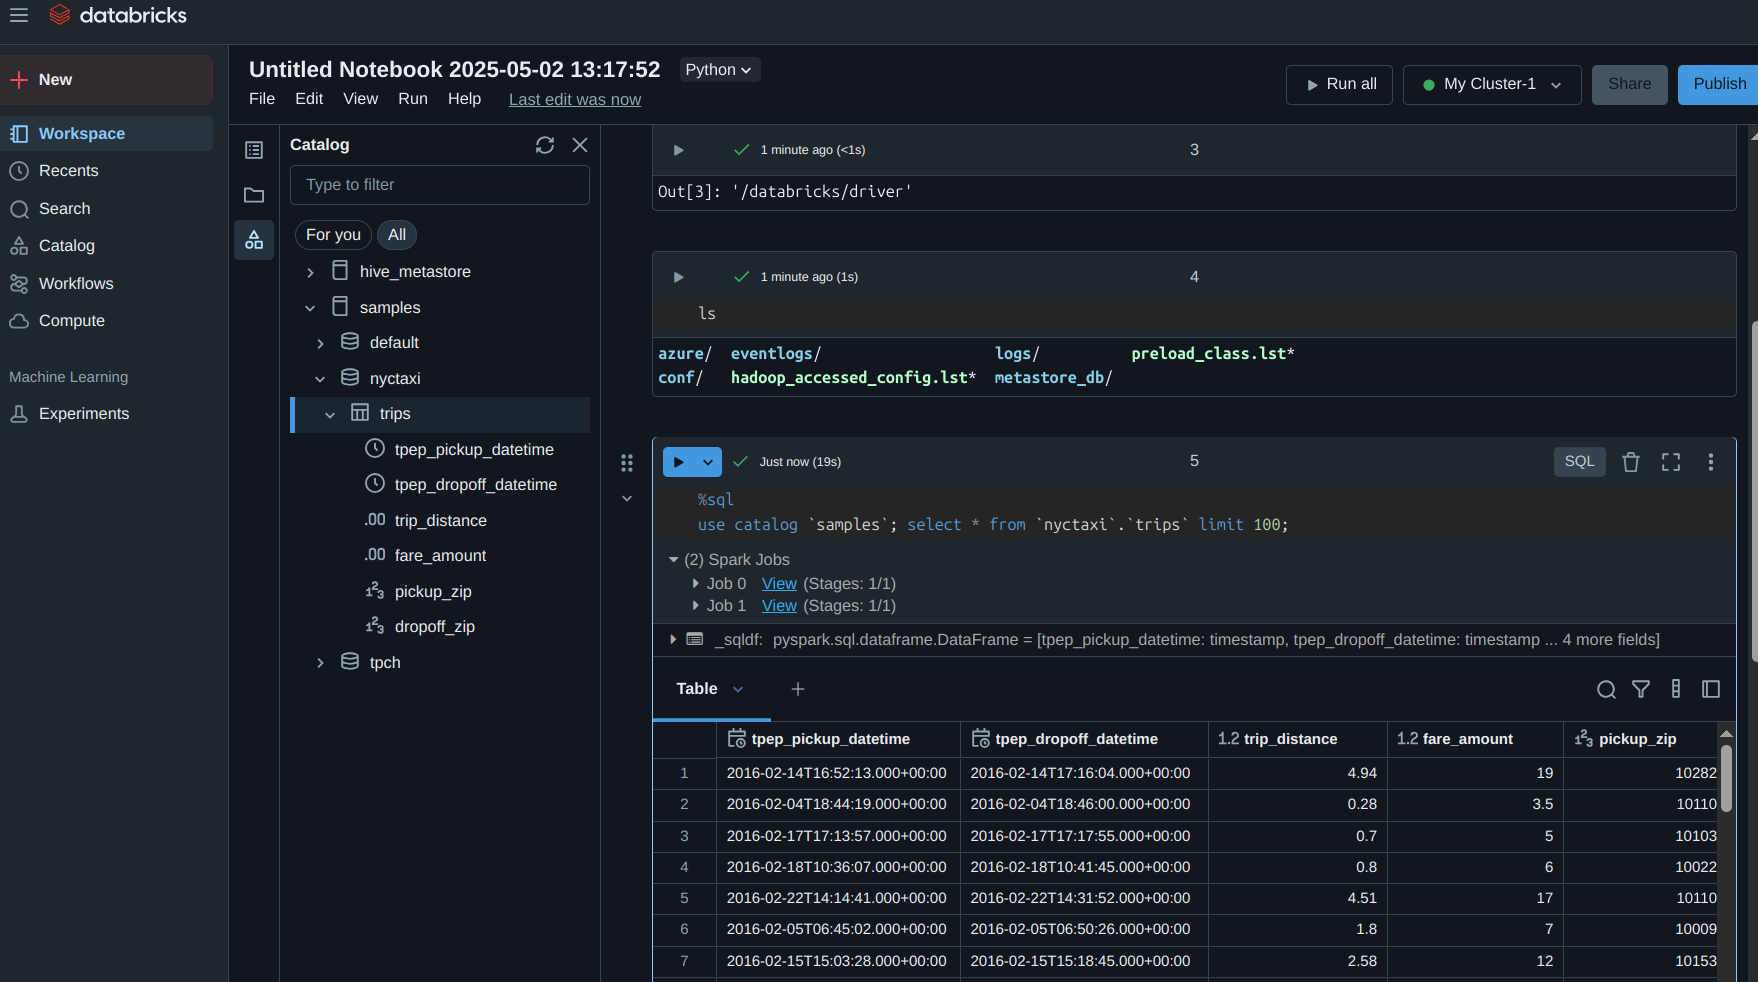 databricks
New
Workspace
Recents
Search
Catalog
Workflows
Compute
Machine Learning
Experiments
Untitled Notebook 2025-05-02 13:17:52 Python
File Edit View Run Help Last edit was now
Run all My Cluster-1 Share Publish
Catalog
Type to filter
For you All
hive_metastore
samples
default
nyctaxi
trips
tpep_pickup_datetime
tpep_dropoff_datetime
.00 trip_distance
.00 fare_amount
123 pickup_zip
123 dropoff_zip
tpch
1 minute ago (<1s) 3
Out[3]: '/databricks/driver'
1 minute ago (1s) 4
ls
azure/ eventlogs/ logs/ preload_class.lst*
conf/ hadoop_accessed_config.lst* metastore_db/
Just now (19s) 5 SQL
%sql
use catalog `samples`; select * from `nyctaxi`.`trips` limit 100;
(2) Spark Jobs
Job 0 View (Stages: 1/1)
Job 1 View (Stages: 1/1)
_sqldf: pyspark.sql.dataframe.DataFrame = [tpep_pickup_datetime: timestamp, tpep_dropoff_datetime: timestamp ... 4 more fields]
Table +
tpep_pickup_datetime tpep_dropoff_datetime 1.2 trip_distance 1.2 fare_amount 123 pickup_zip
1 2016-02-14T16:52:13.000+00:00 2016-02-14T17:16:04.000+00:00 4.94 19 10282
2 2016-02-04T18:44:19.000+00:00 2016-02-04T18:46:00.000+00:00 0.28 3.5 10110
3 2016-02-17T17:13:57.000+00:00 2016-02-17T17:17:55.000+00:00 0.7 5 10103
4 2016-02-18T10:36:07.000+00:00 2016-02-18T10:41:45.000+00:00 0.8 6 10022
5 2016-02-22T14:14:41.000+00:00 2016-02-22T14:31:52.000+00:00 4.51 17 10110
6 2016-02-05T06:45:02.000+00:00 2016-02-05T06:50:26.000+00:00 1.8 7 10009
7 2016-02-15T15:03:28.000+00:00 2016-02-15T15:18:45.000+00:00 2.58 12 10153